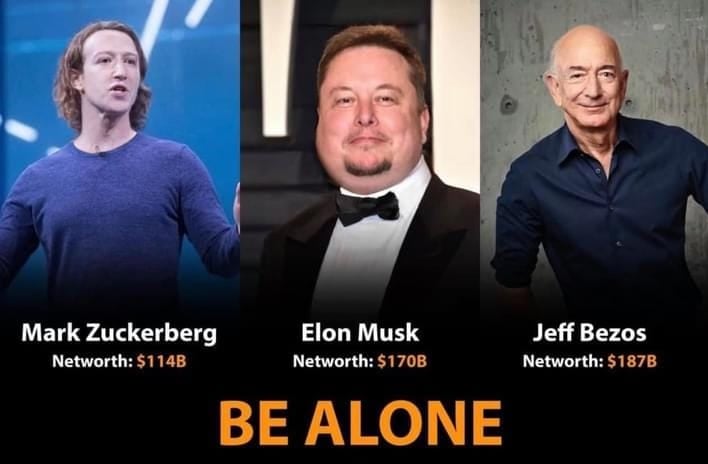 Mark Zuckerberg
Networth: $114B
Elon Musk
Networth: $170B
Jeff Bezos
Networth: $187B
BE ALONE